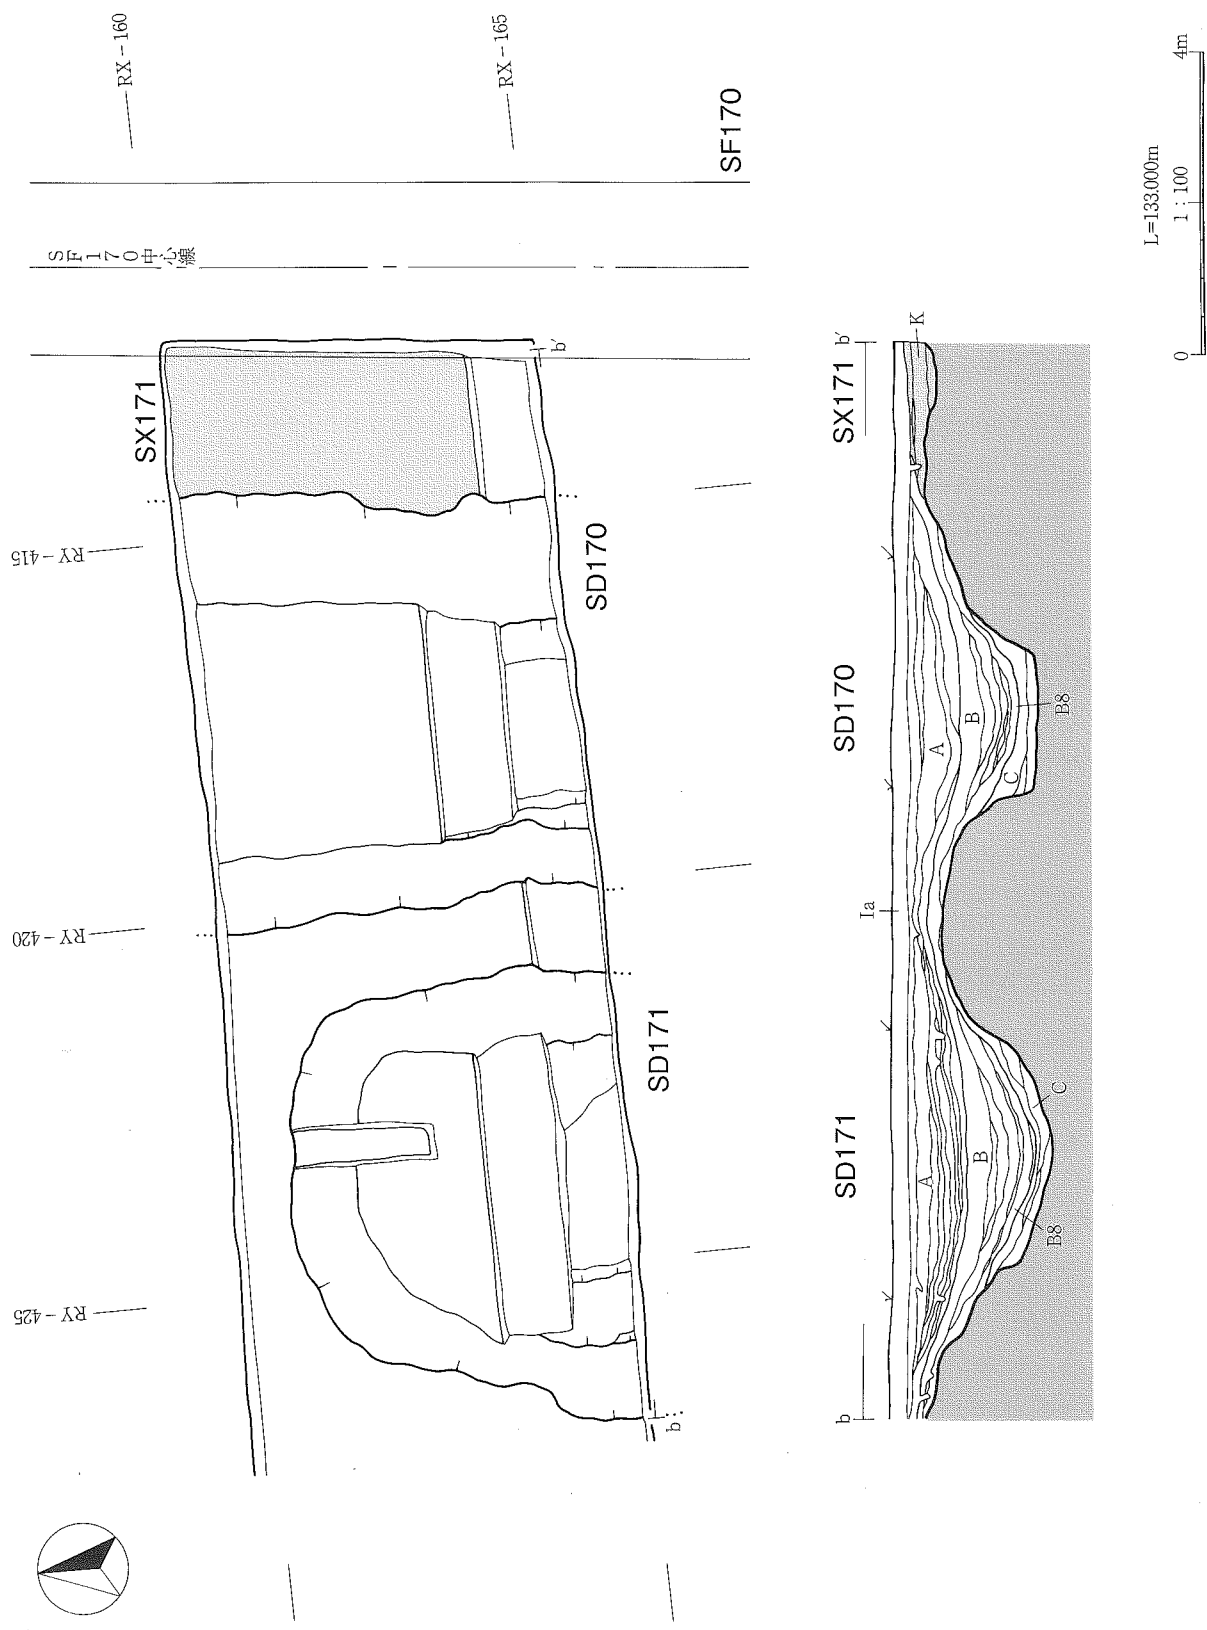 RX－160
RX－165
SF170
SF170中心線
SX171
b′
RY－415
SD170
RY－420
SD171
RY－425
b
b′
SX171
K
SD170
A
B
B8
C
Ia
SD171
A
B
B8
C
b
L=133.000m
0
1：100
4m